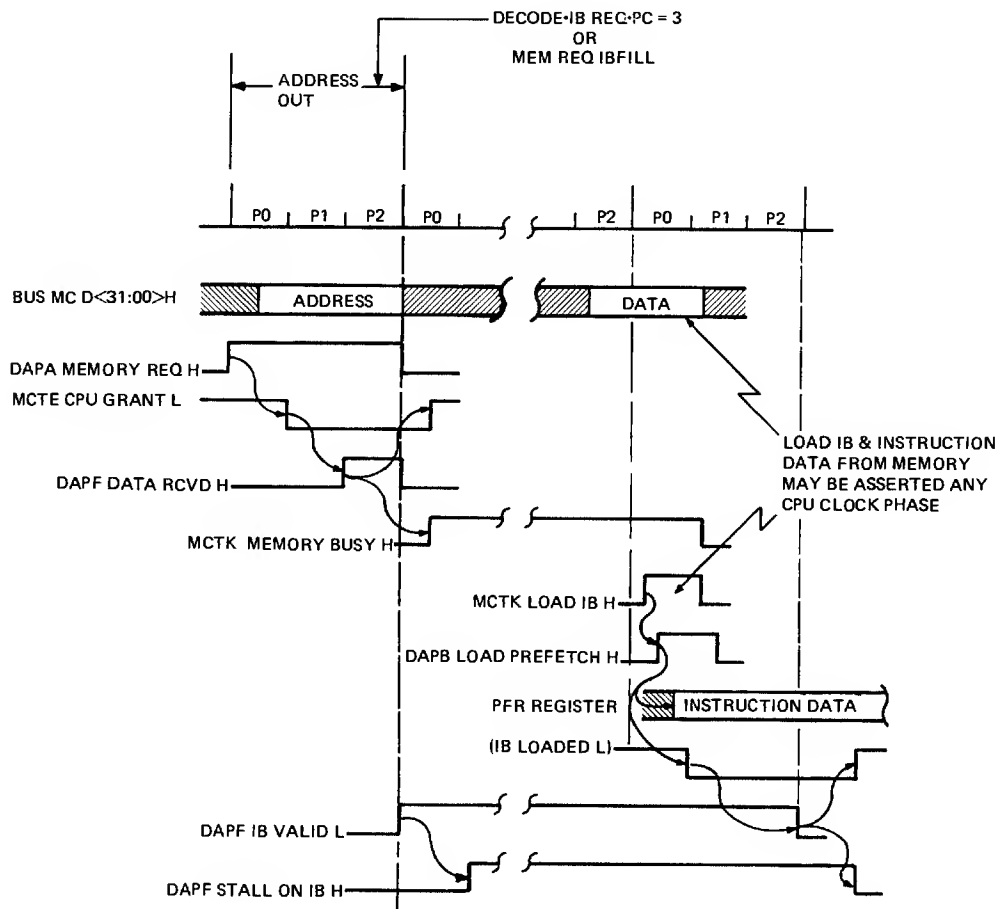 DECODE•IB REQ•PC = 3
OR
MEM REQ IBFILL
ADDRESS
OUT
P0 P1 P2 P0 P2 P0 P1 P2
BUS MC D<31:00>H
ADDRESS
DATA
DAPA MEMORY REQ H
MCTE CPU GRANT L
LOAD IB & INSTRUCTION
DATA FROM MEMORY
MAY BE ASSERTED ANY
CPU CLOCK PHASE
DAPF DATA RCVD H
MCTK MEMORY BUSY H
MCTK LOAD IB H
DAPB LOAD PREFETCH H
PFR REGISTER
INSTRUCTION DATA
(IB LOADED L)
DAPF IB VALID L
DAPF STALL ON IB H